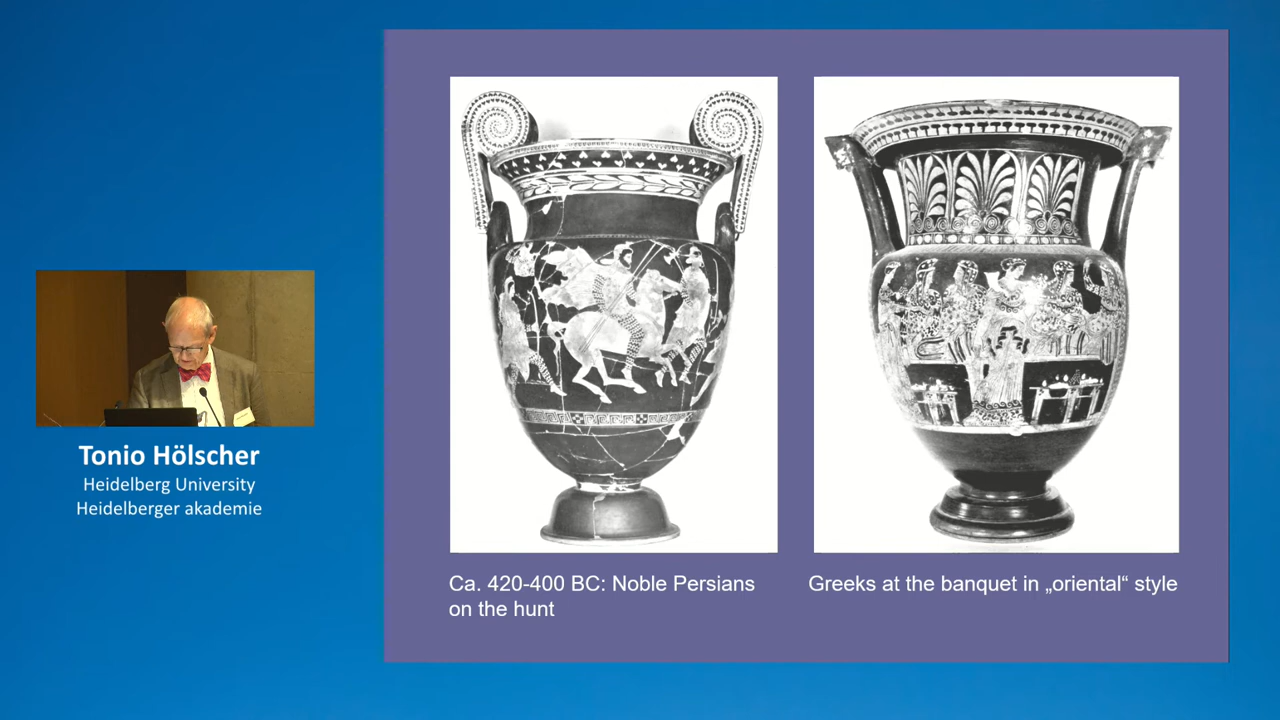 Tonio Hölscher
Heidelberg University
Heidelberger akademie
Ca. 420-400 BC: Noble Persians
on the hunt
Greeks at the banquet in „oriental“ style